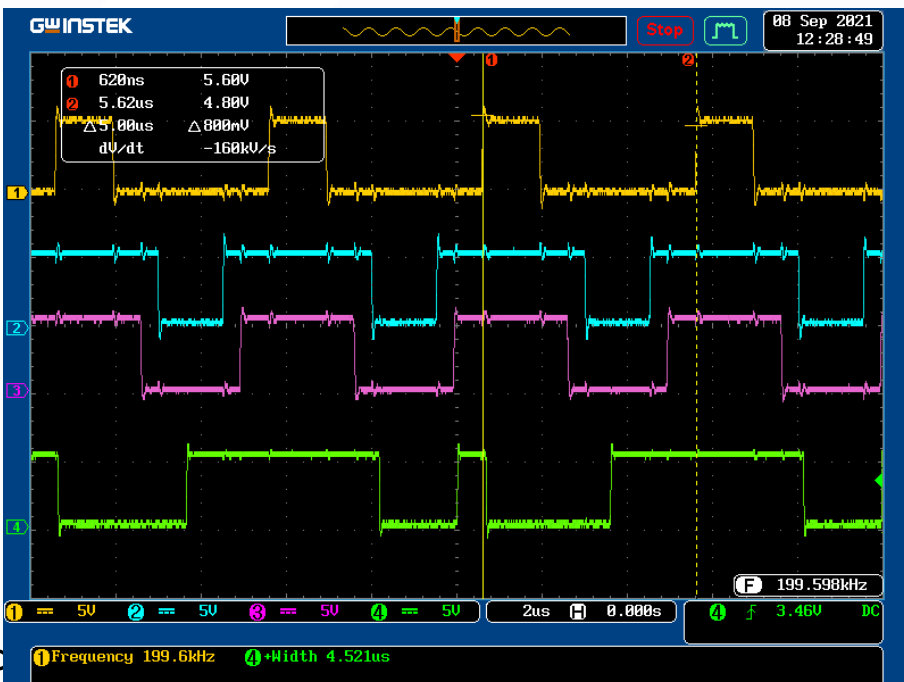 GWINSTEK
Stop
08 Sep 2021
12:28:49
1 620ns 5.60V
2 5.62us 4.80V
△5.00us △800mV
dV/dt -160kV/s
1
2
1
2
3
4
F 199.598kHz
1 5V 2 5V 3 5V 4 5V 2us H 0.000s 4 3.46V DC
1 Frequency 199.6kHz 4 +Width 4.521us